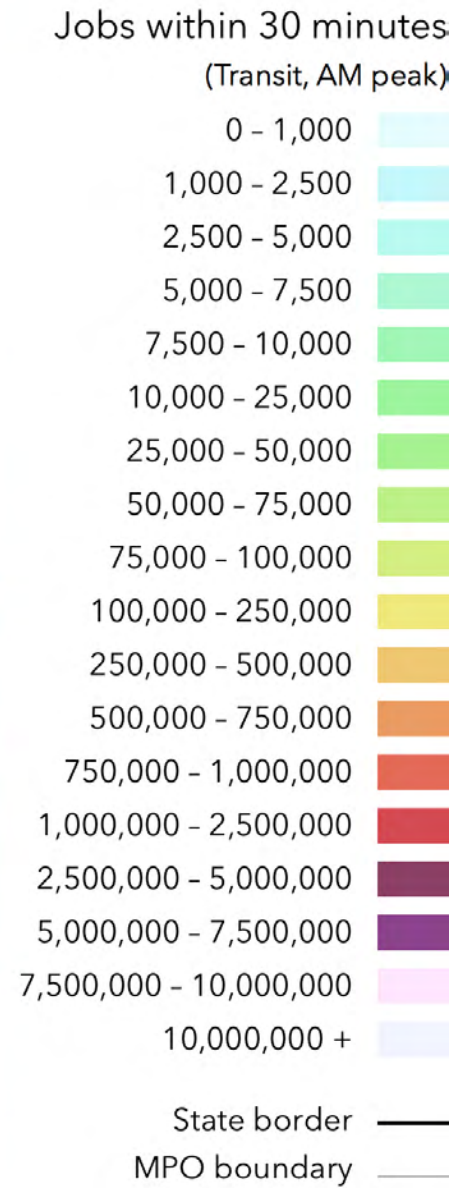 Jobs within 30 minutes
(Transit, AM peak)
0 – 1,000
1,000 – 2,500
2,500 – 5,000
5,000 – 7,500
7,500 – 10,000
10,000 – 25,000
25,000 – 50,000
50,000 – 75,000
75,000 – 100,000
100,000 – 250,000
250,000 – 500,000
500,000 – 750,000
750,000 – 1,000,000
1,000,000 – 2,500,000
2,500,000 – 5,000,000
5,000,000 – 7,500,000
7,500,000 – 10,000,000
10,000,000 +
State border
MPO boundary